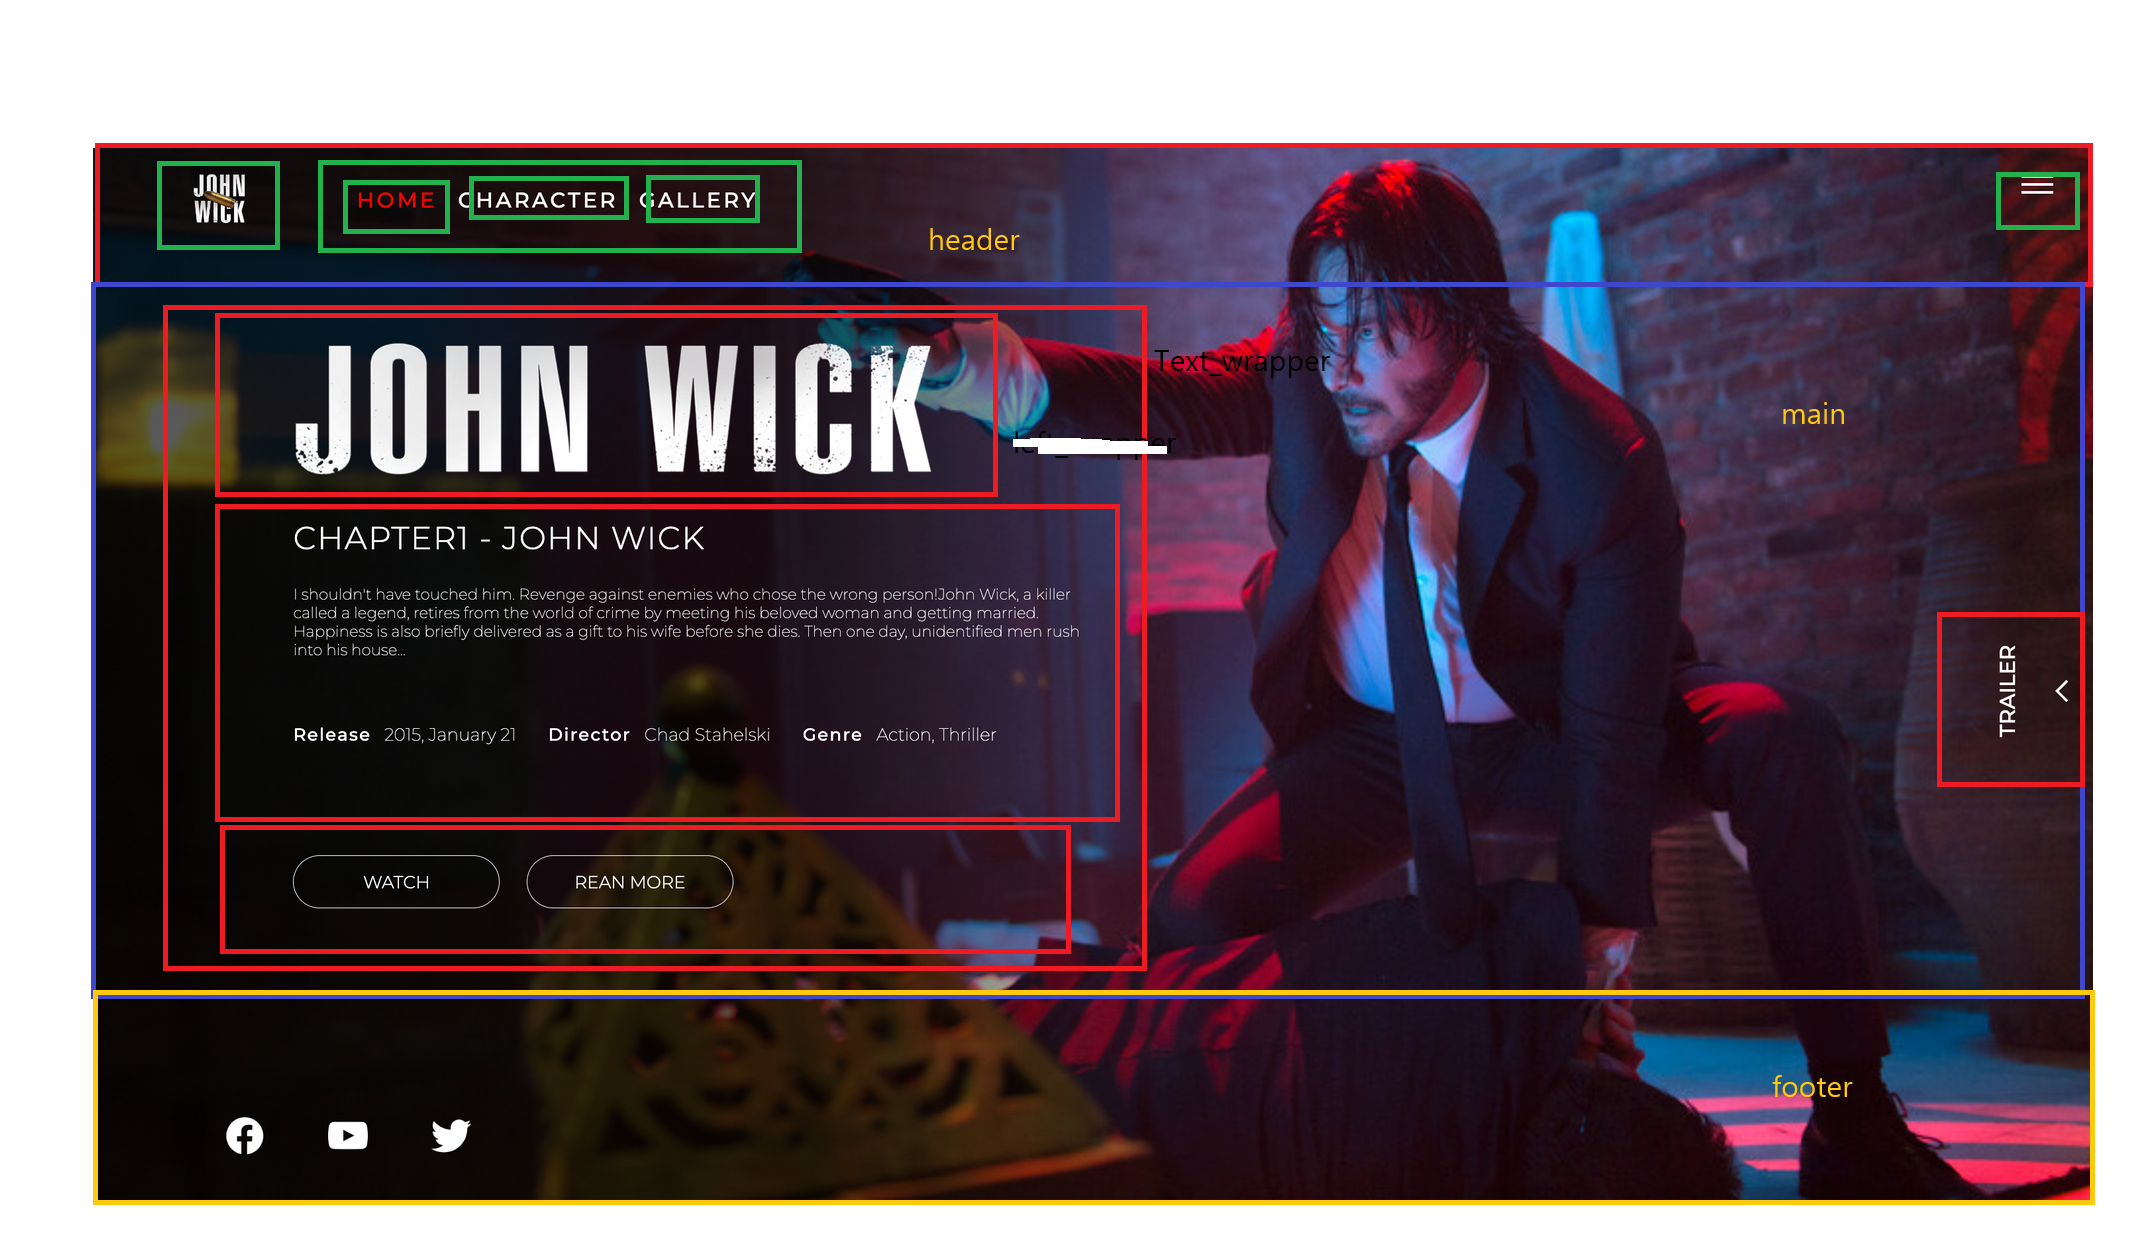 JOHN
WICK
HOME CHARACTER GALLERY
header
JOHN WICK
Text_wrapper
main
CHAPTER1 - JOHN WICK
I shouldn't have touched him. Revenge against enemies who chose the wrong person!John Wick, a killer
called a legend, retires from the world of crime by meeting his beloved woman and getting married.
Happiness is also briefly delivered as a gift to his wife before she dies. Then one day, unidentified men rush
into his house...
Release 2015, January 21 Director Chad Stahelski Genre Action, Thriller
TRAILER
WATCH REAN MORE
footer